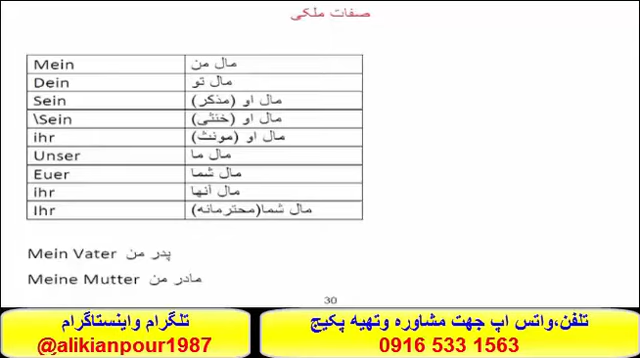 صفات ملکی
Mein مال من
Dein مال تو
Sein مال او (مذکر)
\Sein مال او (خنثی)
ihr مال او (مونث)
Unser مال ما
Euer مال شما
ihr مال آنها
Ihr مال شما(محترمانه)
Mein Vater پدر من
Meine Mutter مادر من
30
تلگرام واینستاگرام
@alikianpour1987
تلفن،واتس اپ جهت مشاوره وتهیه پکیج
0916 533 1563